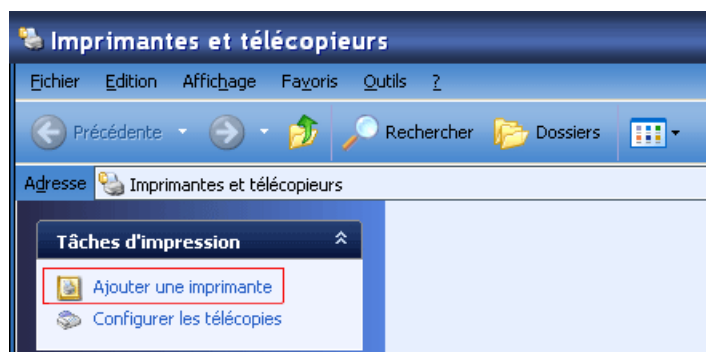 Imprimantes et télécopieurs
Fichier Edition Affichage Favoris Outils ?
Précédente Rechercher Dossiers
Adresse Imprimantes et télécopieurs
Tâches d'impression
Ajouter une imprimante
Configurer les télécopies